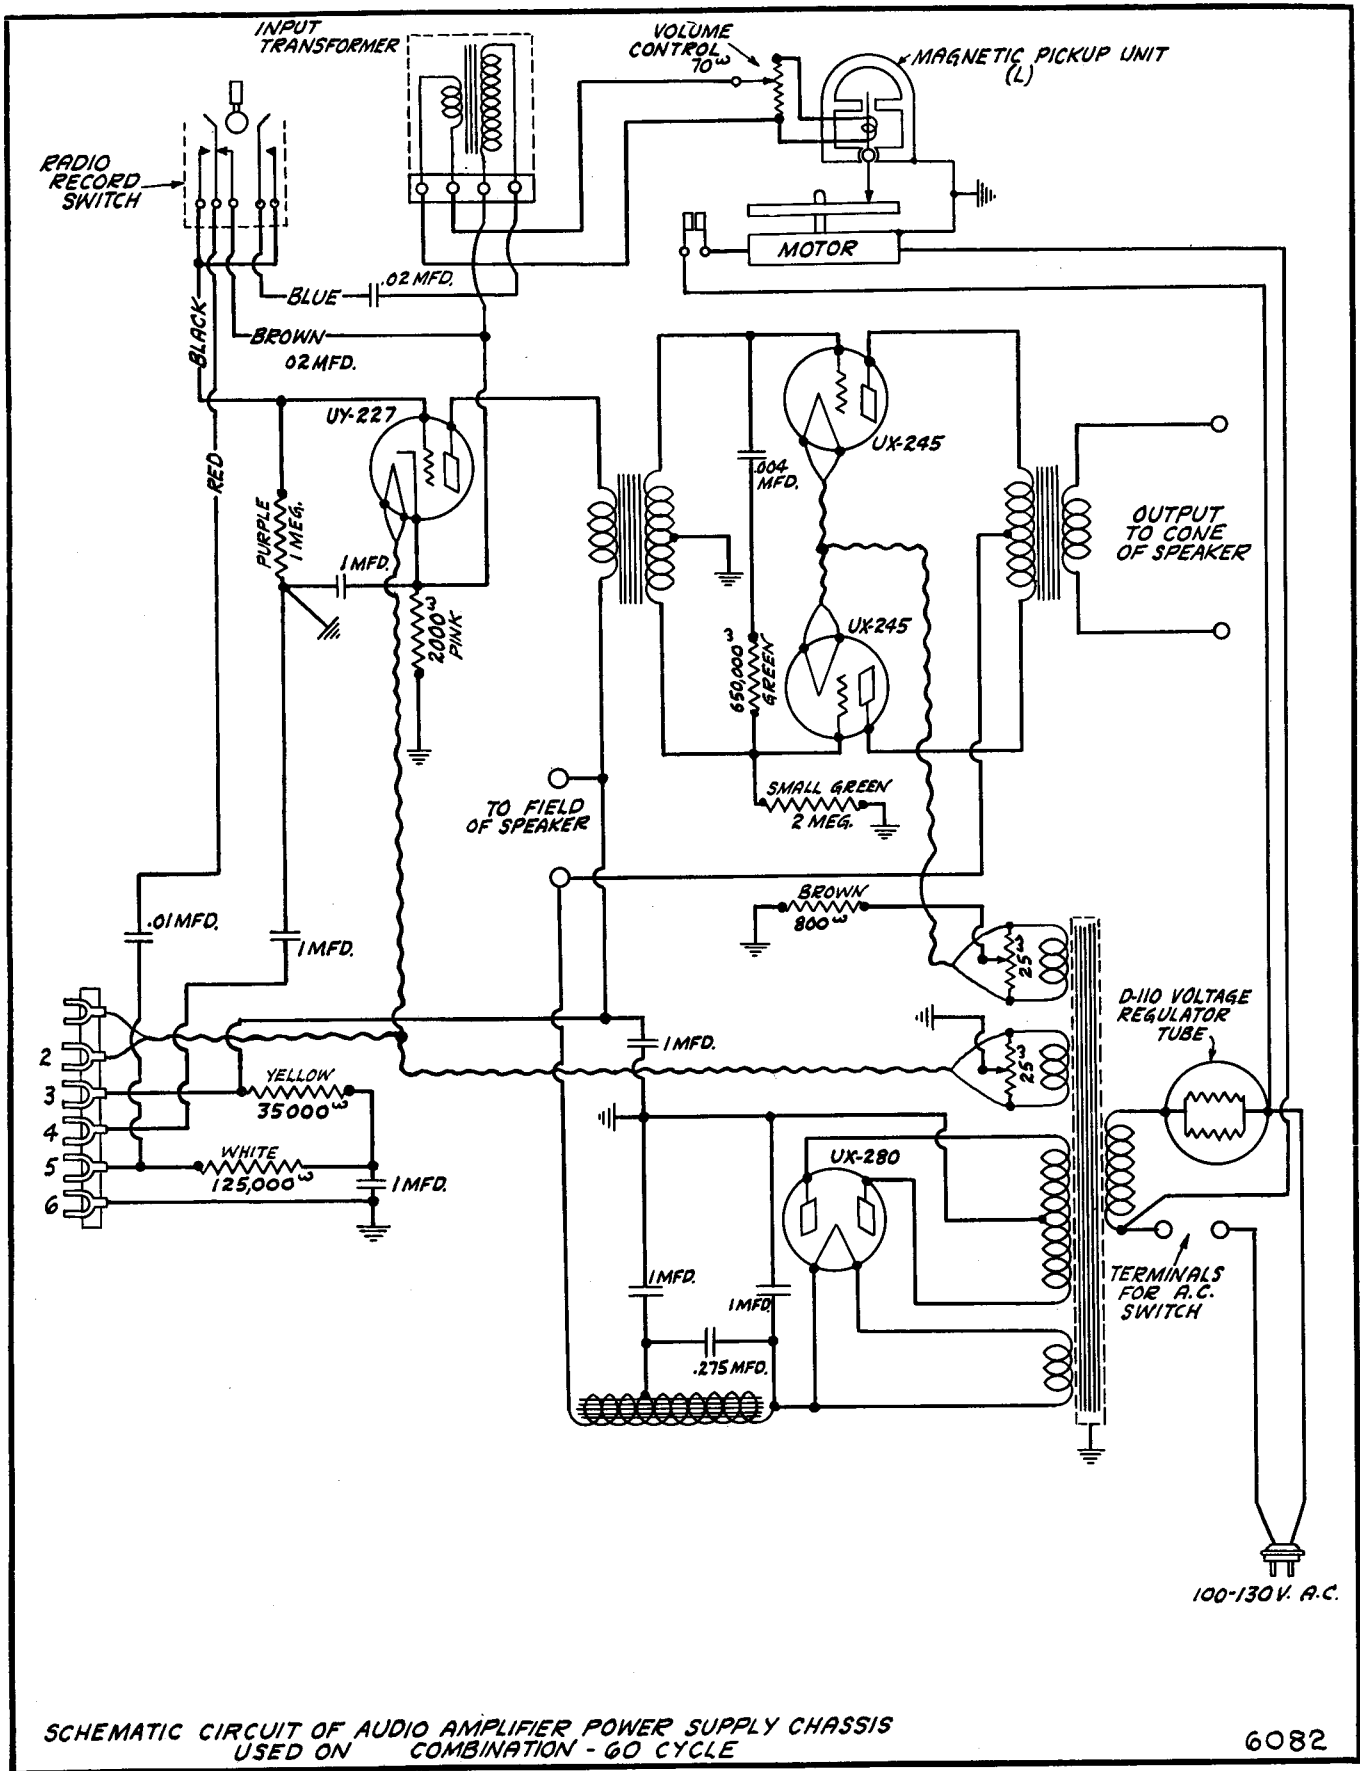 INPUT
TRANSFORMER
VOLUME
CONTROL
70ω
MAGNETIC PICKUP UNIT
(L)
RADIO
RECORD
SWITCH
MOTOR
.02 MFD.
BLUE
BLACK
BROWN
02 MFD.
UY-227
RED
PURPLE
1 MEG.
1 MFD.
2000ω
PINK
.004
MFD.
UX-245
OUTPUT
TO CONE
OF SPEAKER
UX-245
650,000ω
GREEN
SMALL GREEN
2 MEG.
TO FIELD
OF SPEAKER
BROWN
800ω
.01 MFD.
1 MFD.
25ω
D-110 VOLTAGE
REGULATOR
TUBE
1 MFD.
25ω
2
3
4
5
6
YELLOW
35000ω
WHITE
125,000ω
1 MFD.
UX-280
1 MFD.
1 MFD
.275 MFD.
TERMINALS
FOR A.C.
SWITCH
100-130 V. A.C.
SCHEMATIC CIRCUIT OF AUDIO AMPLIFIER POWER SUPPLY CHASSIS
USED ON COMBINATION - 60 CYCLE
6082